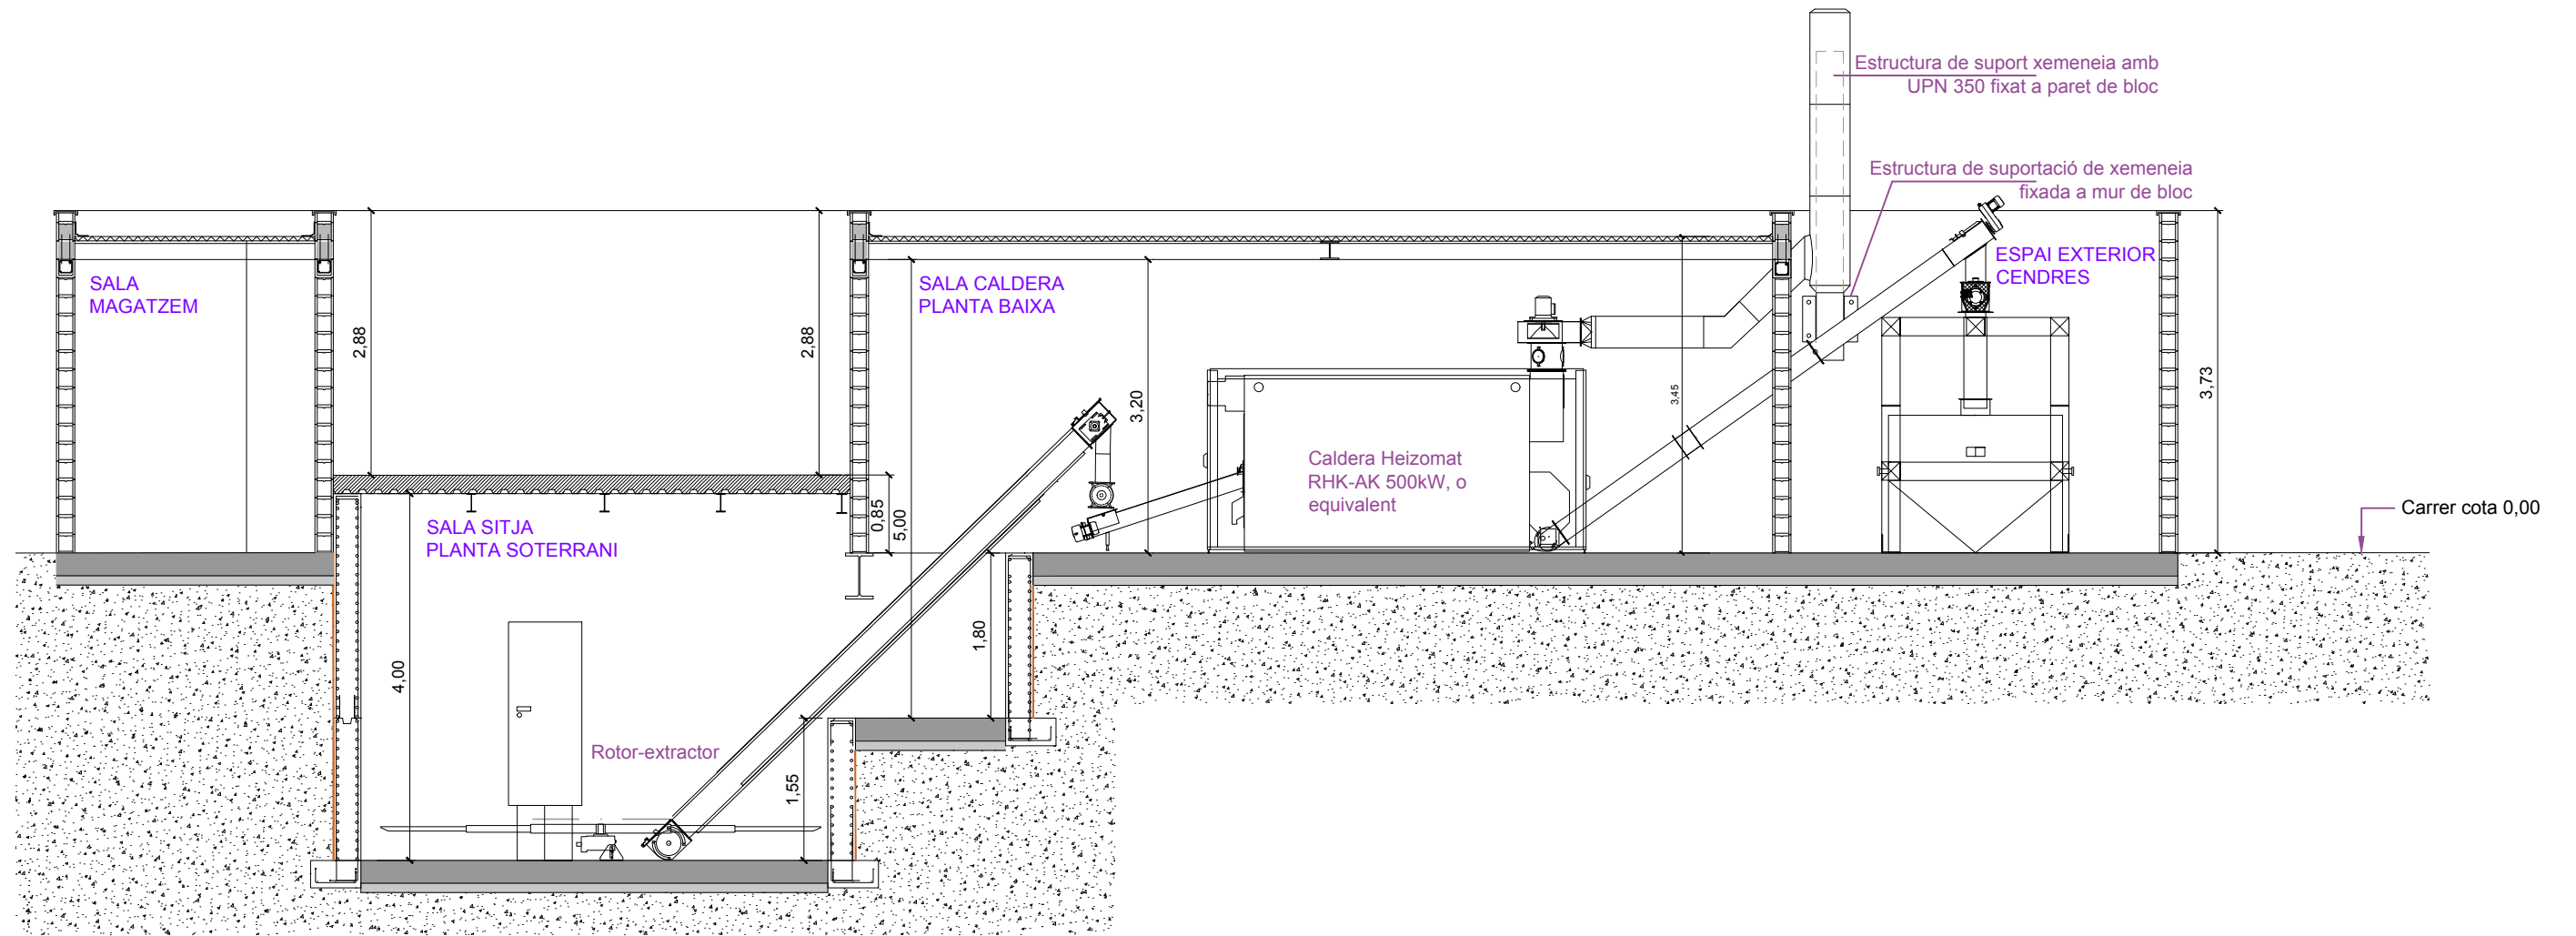 Estructura de suport xemeneia amb
UPN 350 fixat a paret de bloc
Estructura de suportació de xemeneia
fixada a mur de bloc
ESPAI EXTERIOR
CENDRES
SALA
MAGATZEM
SALA CALDERA
PLANTA BAIXA
2,88
2,88
3,20
3,45
3,73
Caldera Heizomat
RHK-AK 500kW, o
equivalent
Carrer cota 0,00
SALA SITJA
PLANTA SOTERRANI
0,85
5,00
1,80
4,00
Rotor-extractor
1,55